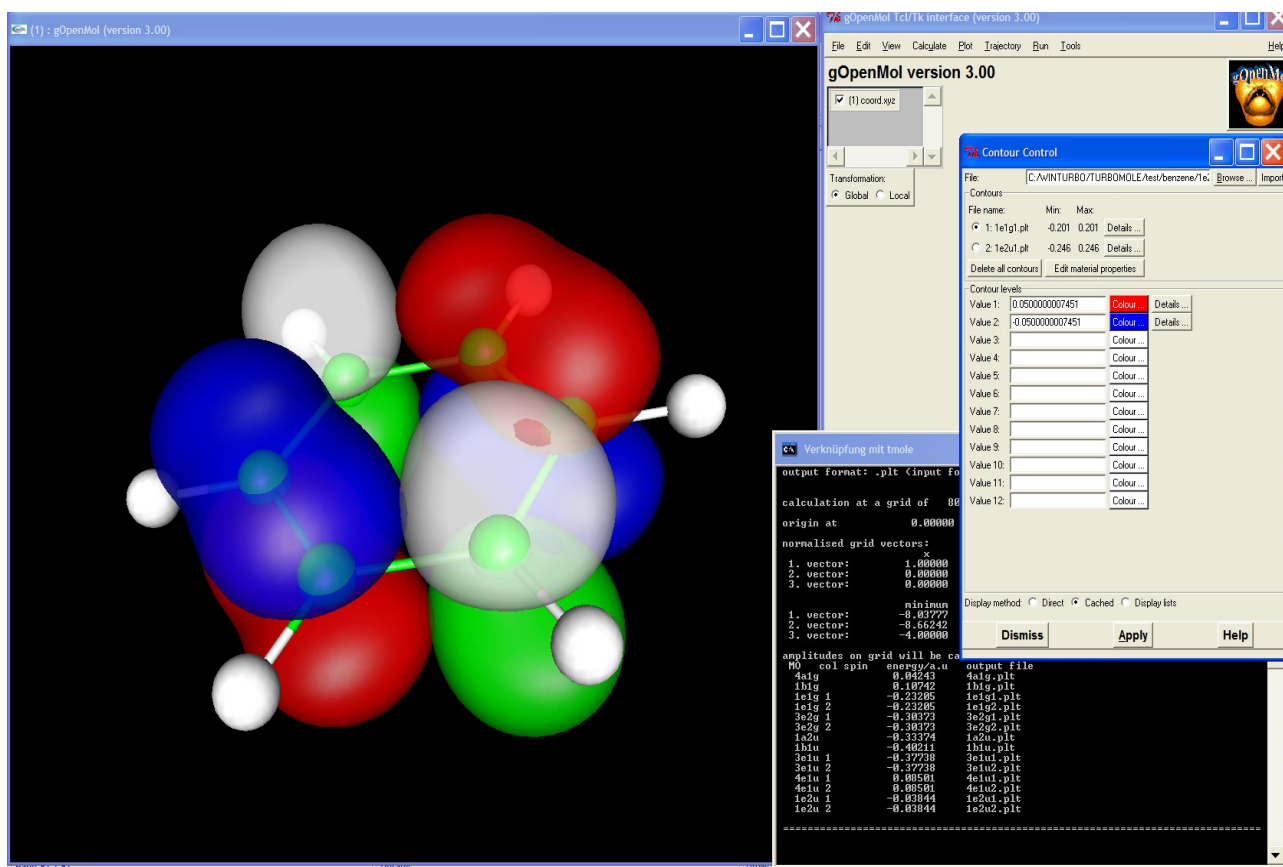 (1) : gOpenMol (version 3.00)
gOpenMol Tcl/Tk interface (version 3.00)
File Edit View Calculate Plot Trajectory Run Tools Help
gOpenMol version 3.00
(1) coord.xyz
gOpenMol
Transformation:
Global Local
Contour Control
File: C:/WINTURBO/TURBOMOLE/test/benzene/1e2 Browse ... Import
Contours
File name: Min: Max:
1: 1e1g1.plt -0.201 0.201 Details ...
2: 1e2u1.plt -0.246 0.246 Details ...
Delete all contours Edit material properties
Contour levels
Value 1: 0.0500000007451 Colour ... Details ...
Value 2: -0.0500000007451 Colour ... Details ...
Value 3: Colour ...
Value 4: Colour ...
Value 5: Colour ...
Value 6: Colour ...
Value 7: Colour ...
Value 8: Colour ...
Value 9: Colour ...
Value 10: Colour ...
Value 11: Colour ...
Value 12: Colour ...
Display method: Direct Cached Display lists
Dismiss Apply Help
Verknüpfung mit tmole
output format: .plt (input fo
calculation at a grid of 80
origin at 0.00000
normalised grid vectors:
x
1. vector: 1.00000
2. vector: 0.00000
3. vector: 0.00000
minimum
1. vector: -8.03777
2. vector: -8.66242
3. vector: -4.00000
amplitudes on grid will be ca
MO col spin energy/a.u output file
4a1g 0.04243 4a1g.plt
1b1g 0.10742 1b1g.plt
1e1g 1 -0.23205 1e1g1.plt
1e1g 2 -0.23205 1e1g2.plt
3e2g 1 -0.30373 3e2g1.plt
3e2g 2 -0.30373 3e2g2.plt
1a2u -0.33374 1a2u.plt
1b1u -0.40211 1b1u.plt
3e1u 1 -0.37738 3e1u1.plt
3e1u 2 -0.37738 3e1u2.plt
4e1u 1 0.08501 4e1u1.plt
4e1u 2 0.08501 4e1u2.plt
1e2u 1 -0.03844 1e2u1.plt
1e2u 2 -0.03844 1e2u2.plt